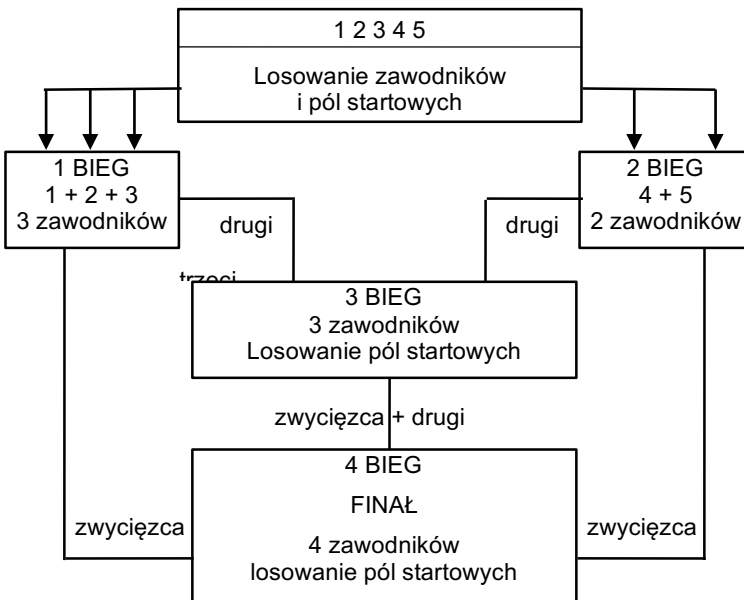 1 2 3 4 5
Losowanie zawodników
i pól startowych
1 BIEG
1 + 2 + 3
3 zawodników
2 BIEG
4 + 5
2 zawodników
drugi
drugi
trzeci
3 BIEG
3 zawodników
Losowanie pól startowych
zwycięzca + drugi
4 BIEG
FINAŁ
4 zawodników
losowanie pól startowych
zwycięzca
zwycięzca